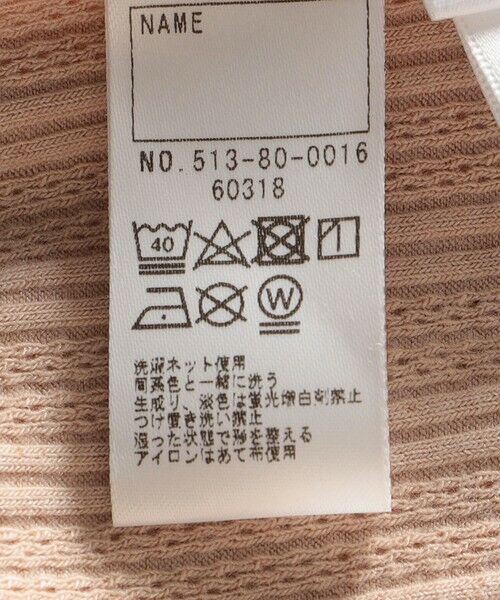 NAME
NO. 513-80-0016
60318
40
W
洗濯ネット使用
同系色と一緒に洗う
生成り、淡色は蛍光増白剤禁止
つけ置き洗い禁止
湿った状態で形を整える
アイロンはあて布使用